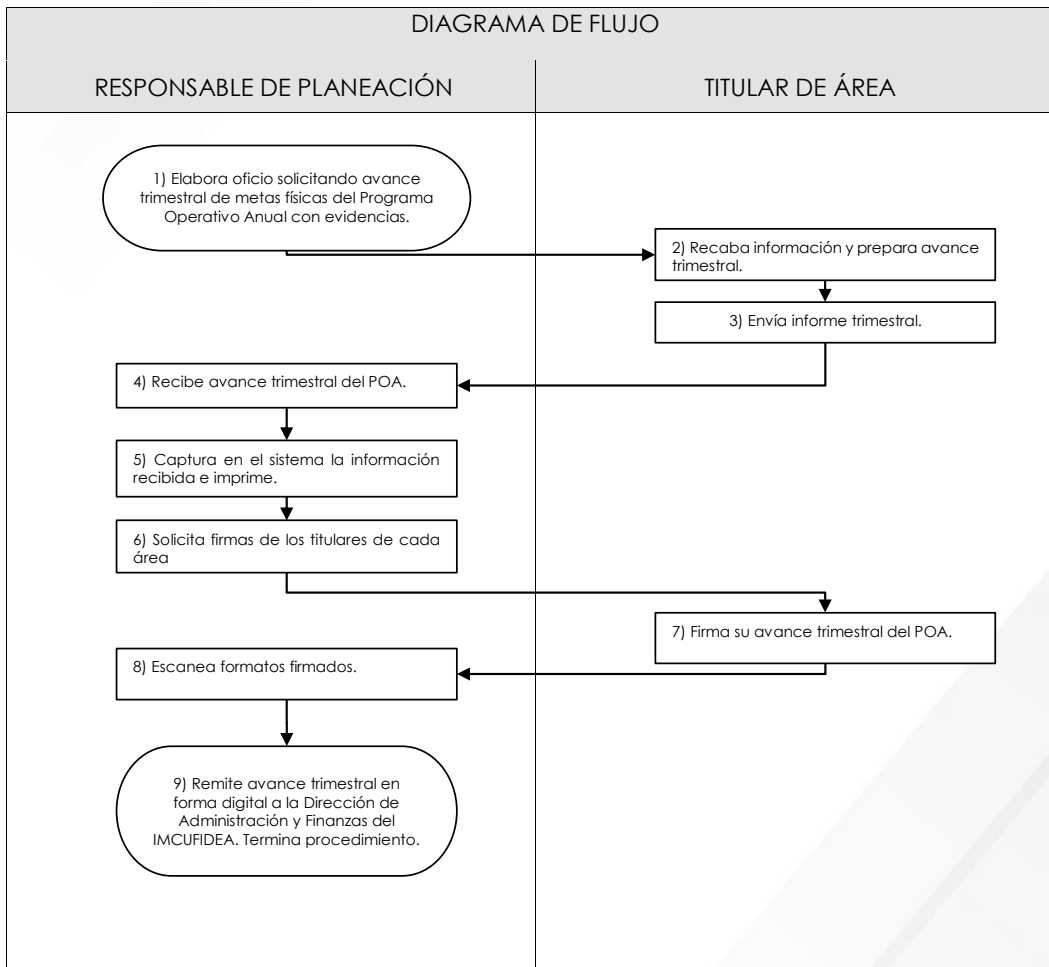 DIAGRAMA DE FLUJO
RESPONSABLE DE PLANEACIÓN
TITULAR DE ÁREA
1) Elabora oficio solicitando avance
trimestral de metas físicas del Programa
Operativo Anual con evidencias.
2) Recaba información y prepara avance
trimestral.
3) Envía informe trimestral.
4) Recibe avance trimestral del POA.
5) Captura en el sistema la información
recibida e imprime.
6) Solicita firmas de los titulares de cada
área
7) Firma su avance trimestral del POA.
8) Escanea formatos firmados.
9) Remite avance trimestral en
forma digital a la Dirección de
Administración y Finanzas del
IMCUFIDEA. Termina procedimiento.